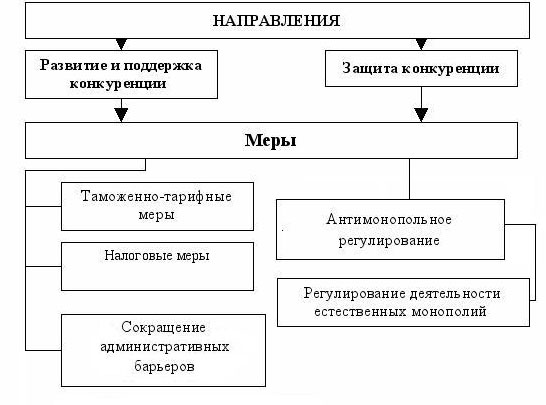 НАПРАВЛЕНИЯ
Развитие и поддержка
конкуренции
Защита конкуренции
Меры
Таможенно-тарифные
меры
Налоговые меры
Сокращение
административных
барьеров
Антимонопольное
регулирование
Регулирование деятельности
естественных монополий